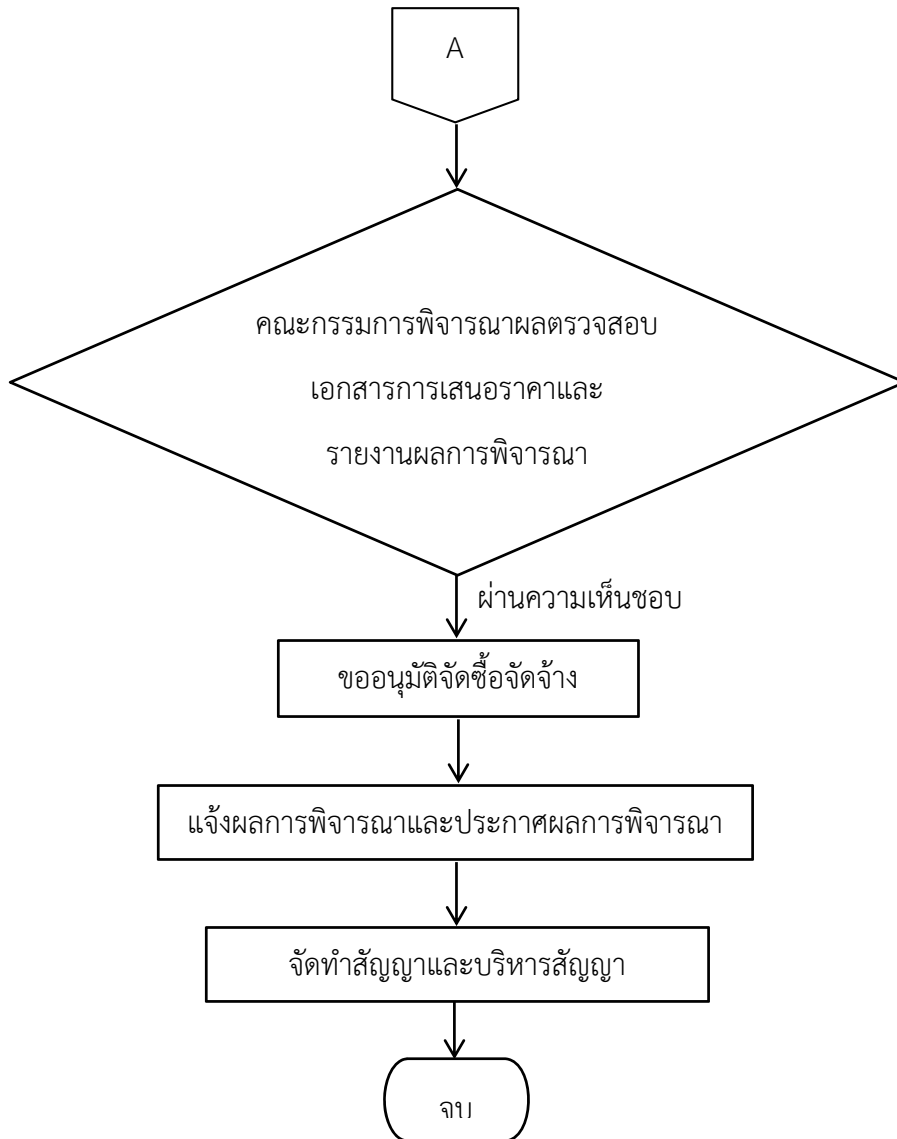 A
คณะกรรมการพิจารณาผลตรวจสอบ
เอกสารการเสนอราคาและ
รายงานผลการพิจารณา
ผ่านความเห็นชอบ
ขออนุมัติจัดซื้อจัดจ้าง
แจ้งผลการพิจารณาและประกาศผลการพิจารณา
จัดทำสัญญาและบริหารสัญญา
จบ